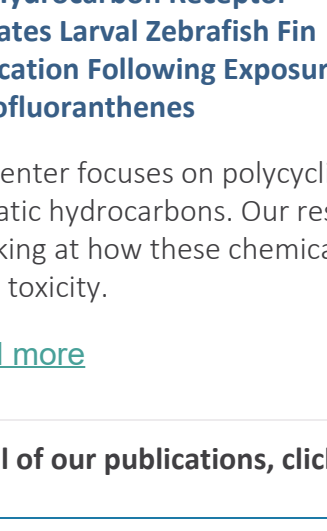 ydrocarbon Receptor
ates Larval Zebrafish Fin
cation Following Exposur
ofluoranthenes
enter focuses on polycycli
atic hydrocarbons. Our res
king at how these chemica
toxicity.
more
l of our publications, clic